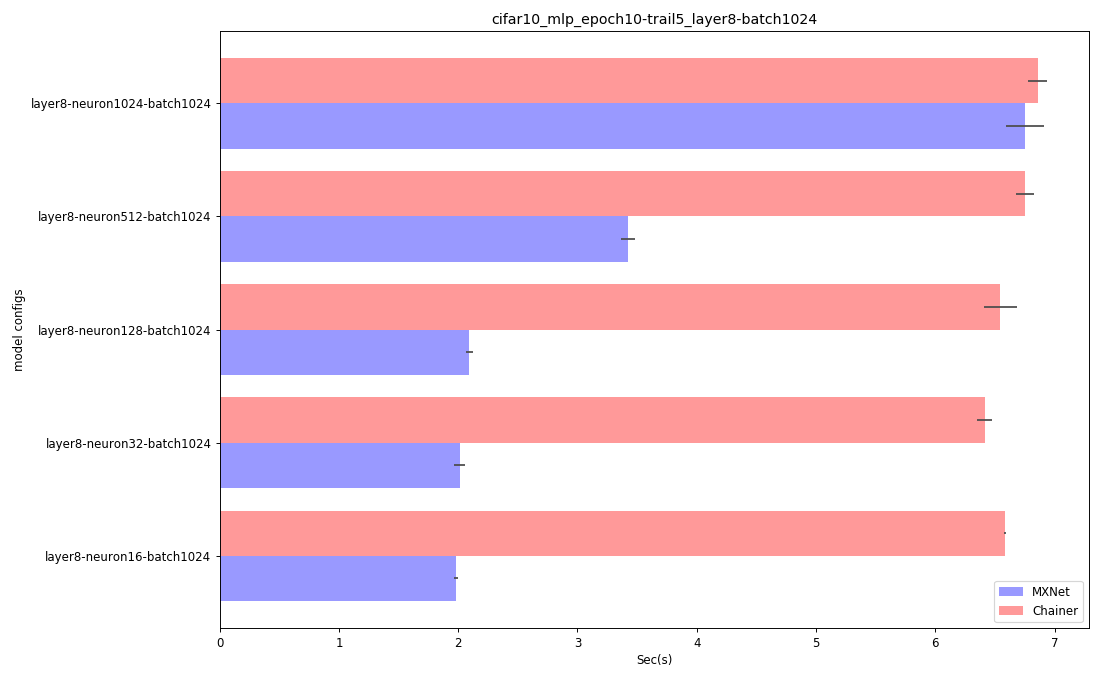 cifar10_mlp_epoch10-trail5_layer8-batch1024
layer8-neuron1024-batch1024
layer8-neuron512-batch1024
layer8-neuron128-batch1024
layer8-neuron32-batch1024
layer8-neuron16-batch1024
model configs
MXNet
Chainer
0 1 2 3 4 5 6 7
Sec(s)